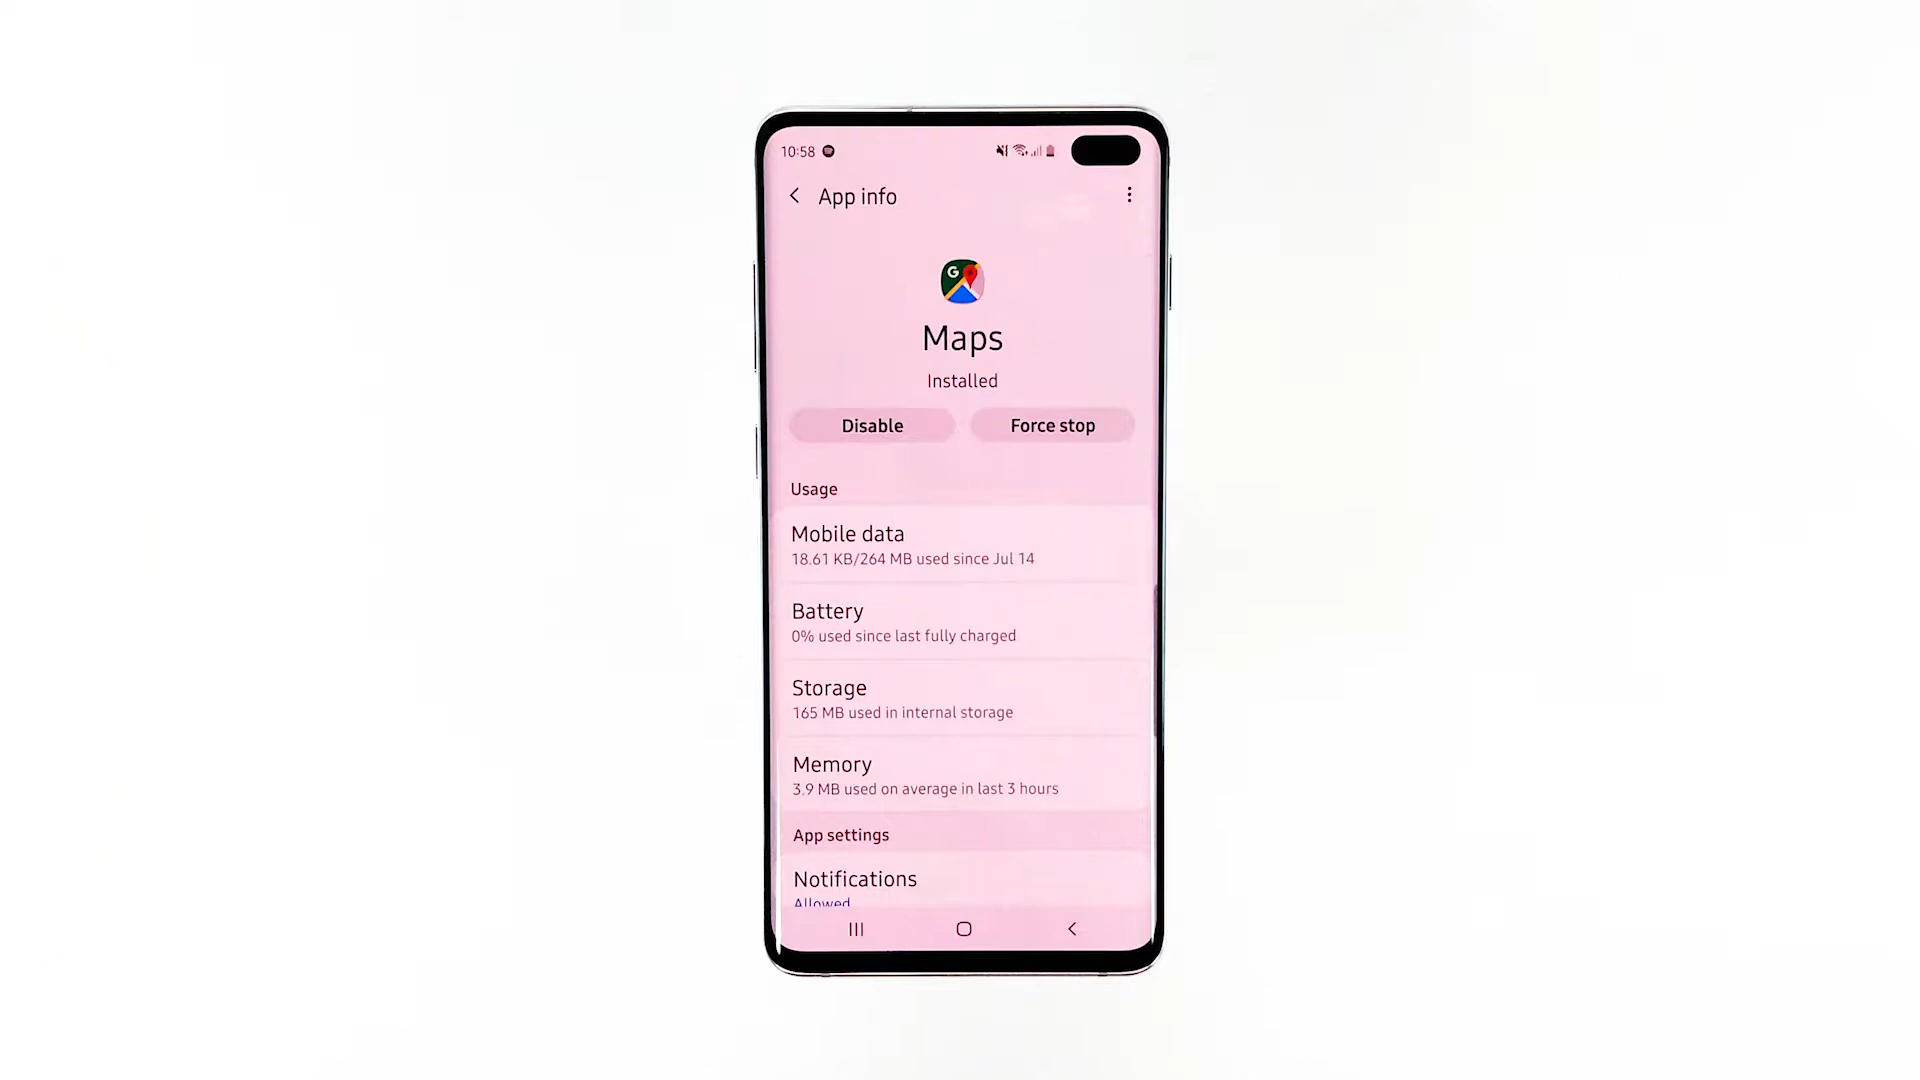 10:58
App info
G
Maps
Installed
Disable
Force stop
Usage
Mobile data
18.61 KB/264 MB used since Jul 14
Battery
0% used since last fully charged
Storage
165 MB used in internal storage
Memory
3.9 MB used on average in last 3 hours
App settings
Notifications
Allowed